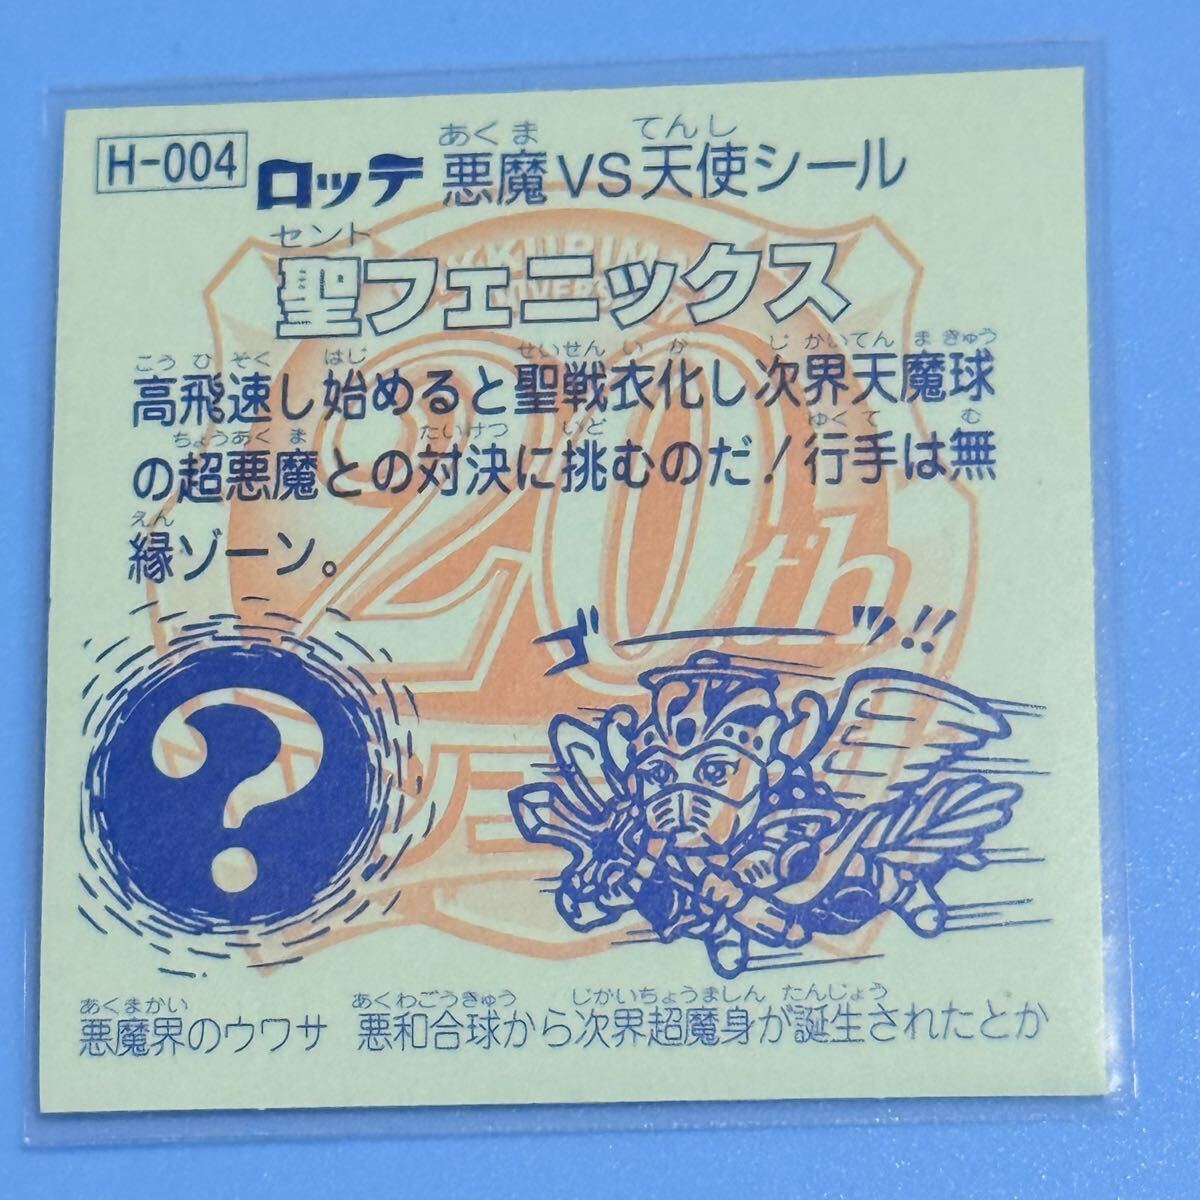 H-004
ロッテ 悪魔VS天使シール
あくま てんし
セント
聖フェニックス
こうひそく はじ せいせんいか じかいてんまきゅう
高飛速し始めると聖戦衣化し次界天魔球
ちょうあくま たいけつ いど ゆくて む
の超悪魔との対決に挑むのだ!行手は無
えん
縁ゾーン。
20th
ゴーッ!!
?
あくまかい あくわごうきゅう じかいちょうましん たんじょう
悪魔界のウワサ 悪和合球から次界超魔身が誕生されたとか